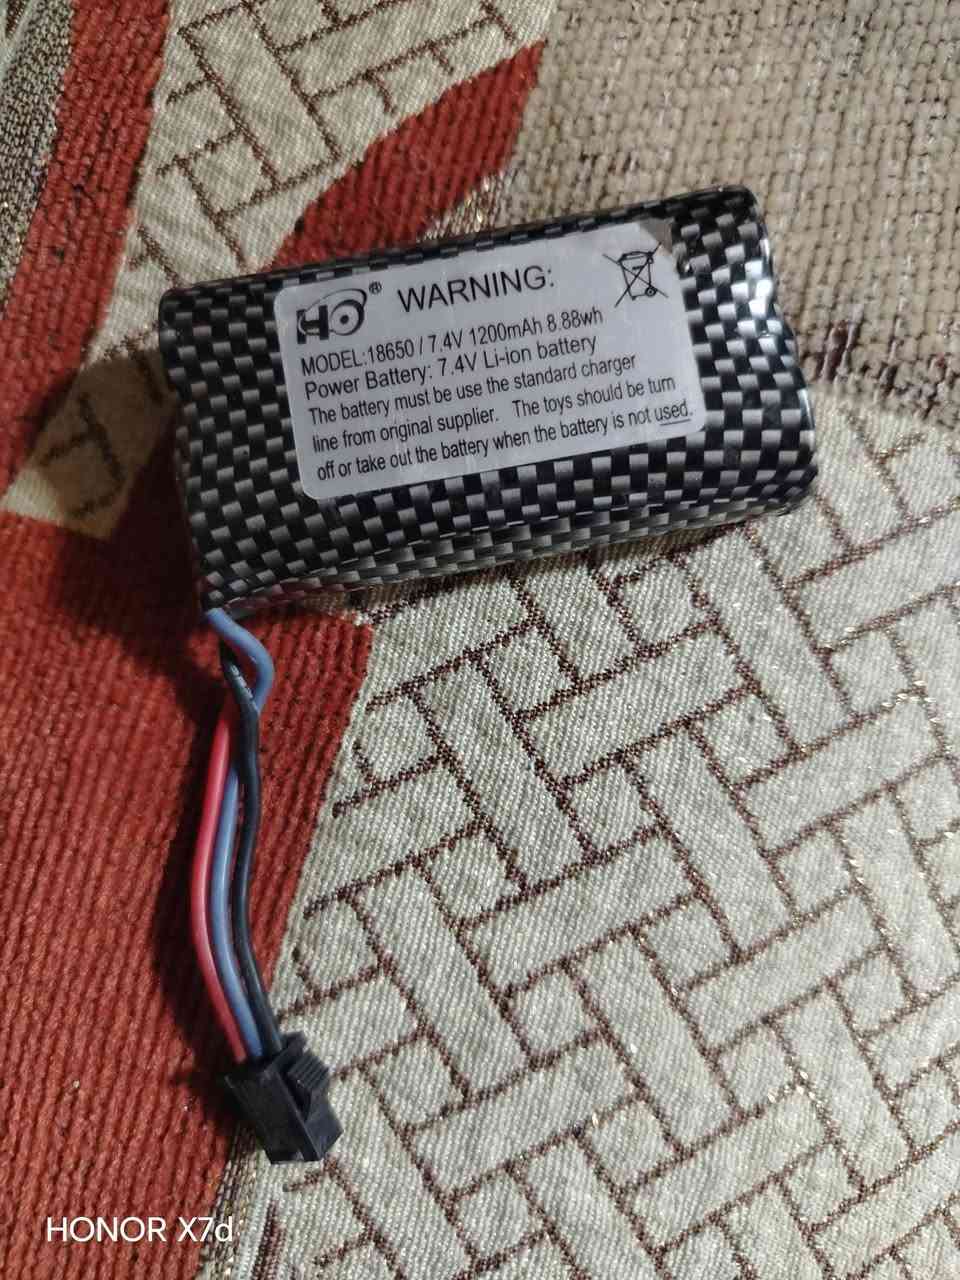 HO® WARNING:
MODEL:18650 / 7.4V 1200mAh 8.88wh
Power Battery: 7.4V Li-ion battery
The battery must be use the standard charger
line from original supplier. The toys should be turn
off or take out the battery when the battery is not used.
HONOR X7d